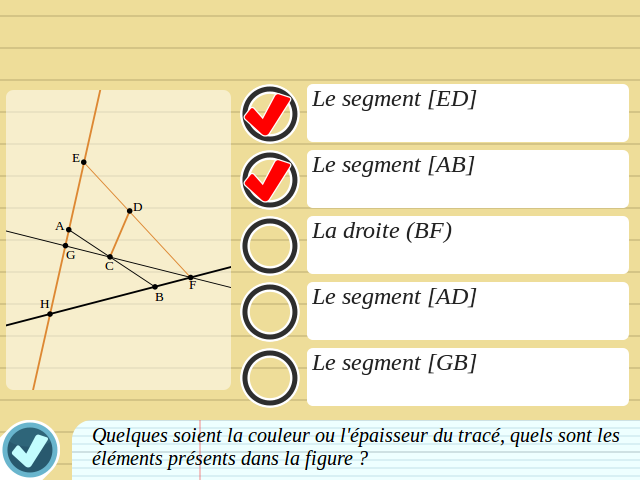 Le segment [ED]
Le segment [AB]
La droite (BF)
Le segment [AD]
Le segment [GB]
E
D
A
G
C
F
B
H
Quelques soient la couleur ou l'épaisseur du tracé, quels sont les
éléments présents dans la figure ?